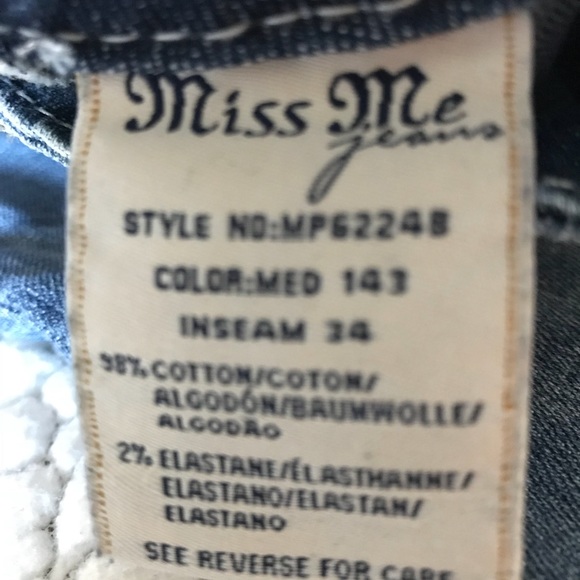 Miss Me
jeans
STYLE NO:MP6224B
COLOR:MED 143
INSEAM 34
98% COTTON/COTON/
ALGODÓN/BAUMWOLLE/
ALGODÃO
2% ELASTANE/ÉLASTHANNE/
ELASTANO/ELASTAN/
ELASTANO
SEE REVERSE FOR CARE